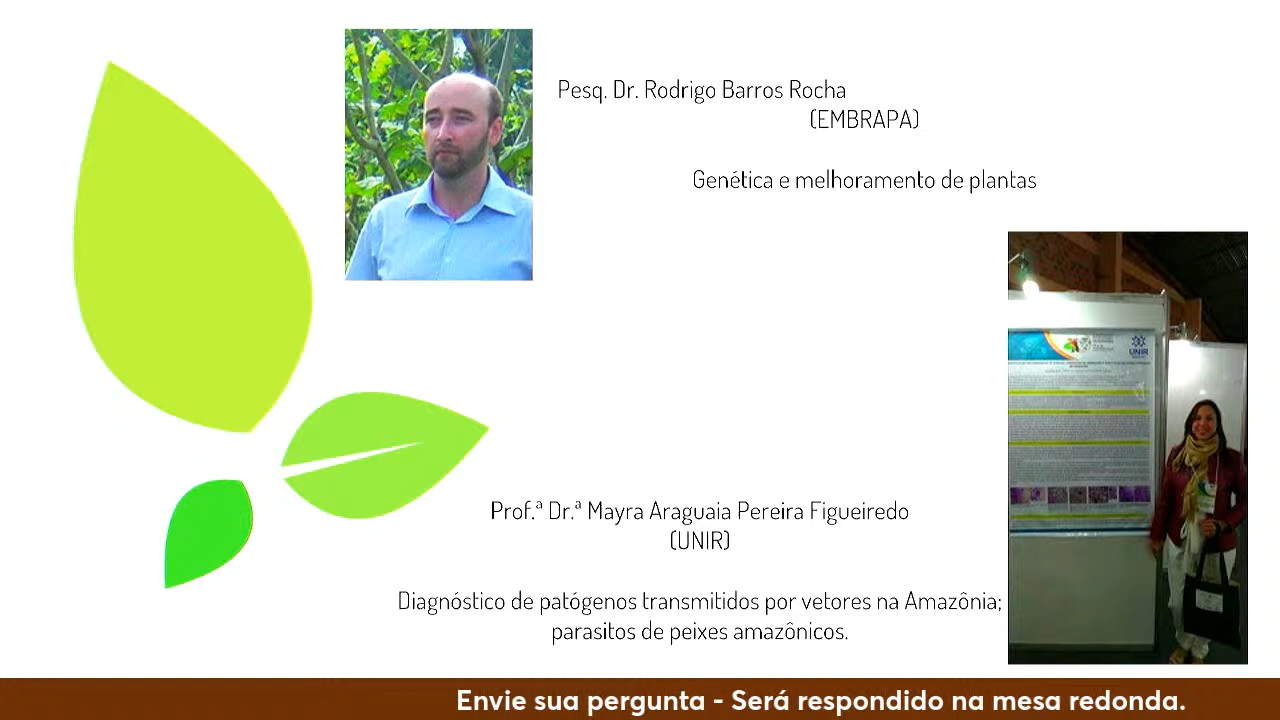 Pesq. Dr. Rodrigo Barros Rocha
(EMBRAPA)
Genética e melhoramento de plantas
UNIR
Prof.ª Dr.ª Mayra Araguaia Pereira Figueiredo
(UNIR)
Diagnóstico de patógenos transmitidos por vetores na Amazônia;
parasitos de peixes amazônicos.
Envie sua pergunta - Será respondido na mesa redonda.